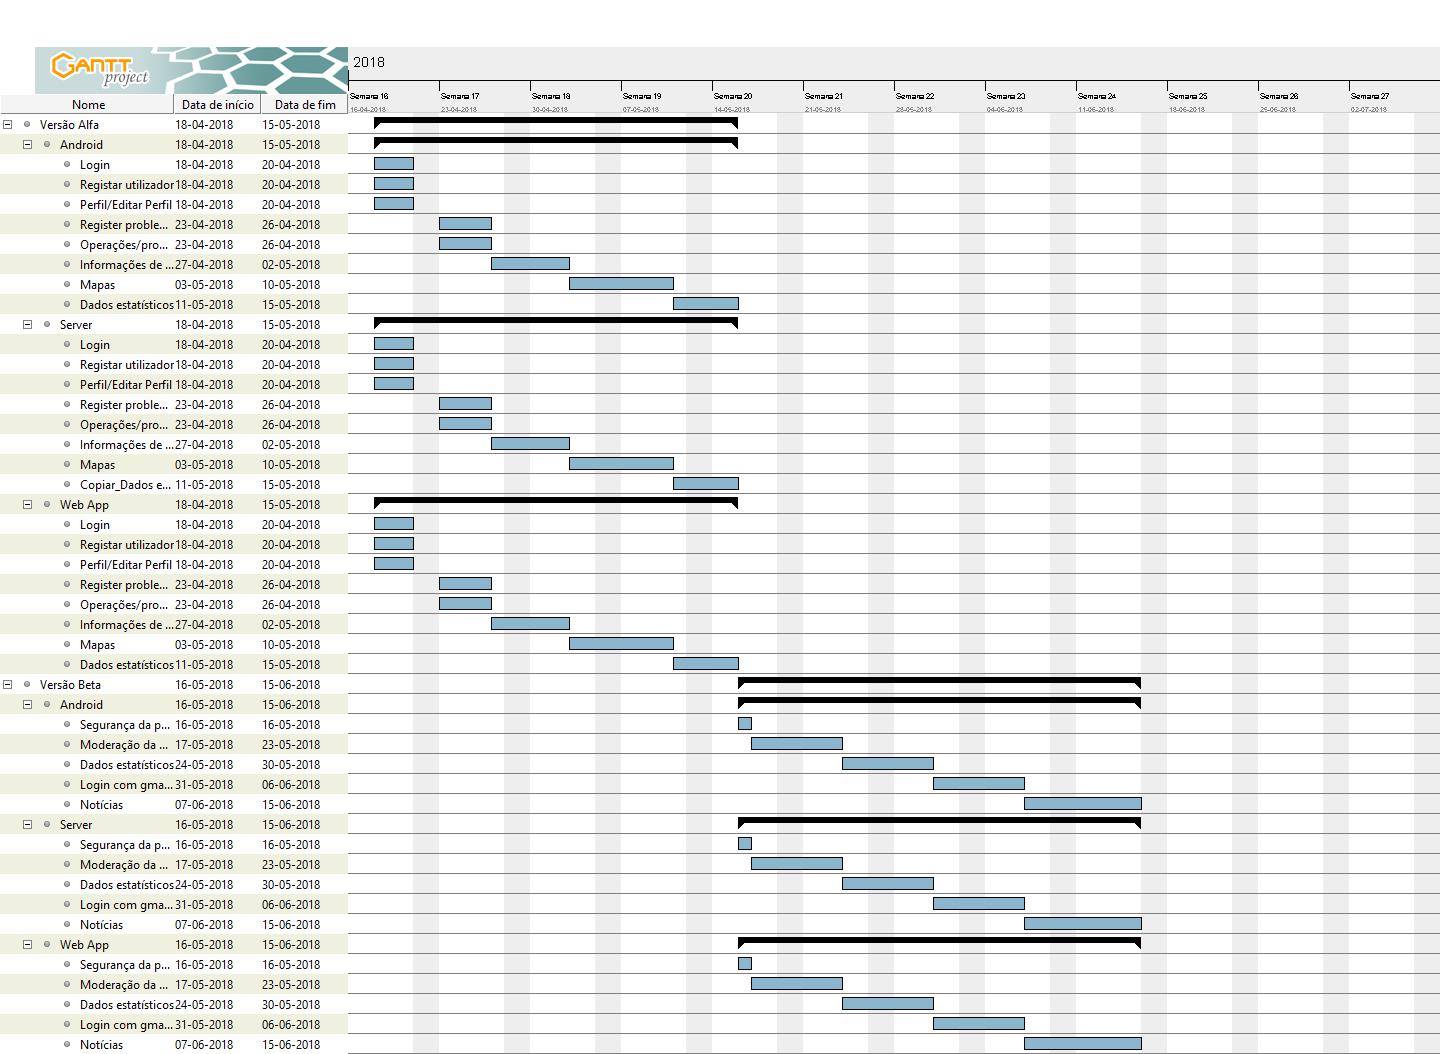 GANTT
project
2018
Semana 16 Semana 17 Semana 18 Semana 19 Semana 20 Semana 21 Semana 22 Semana 23 Semana 24 Semana 25 Semana 26 Semana 27
Nome Data de início Data de fim
16-04-2018 23-04-2018 30-04-2018 07-05-2018 14-05-2018 21-05-2018 28-05-2018 04-06-2018 11-06-2018 18-06-2018 25-06-2018 02-07-2018
Versão Alfa 18-04-2018 15-05-2018
Android 18-04-2018 15-05-2018
Login 18-04-2018 20-04-2018
Registar utilizador 18-04-2018 20-04-2018
Perfil/Editar Perfil 18-04-2018 20-04-2018
Register proble... 23-04-2018 26-04-2018
Operações/pro... 23-04-2018 26-04-2018
Informações de ... 27-04-2018 02-05-2018
Mapas 03-05-2018 10-05-2018
Dados estatísticos 11-05-2018 15-05-2018
Server 18-04-2018 15-05-2018
Login 18-04-2018 20-04-2018
Registar utilizador 18-04-2018 20-04-2018
Perfil/Editar Perfil 18-04-2018 20-04-2018
Register proble... 23-04-2018 26-04-2018
Operações/pro... 23-04-2018 26-04-2018
Informações de ... 27-04-2018 02-05-2018
Mapas 03-05-2018 10-05-2018
Copiar_Dados e... 11-05-2018 15-05-2018
Web App 18-04-2018 15-05-2018
Login 18-04-2018 20-04-2018
Registar utilizador 18-04-2018 20-04-2018
Perfil/Editar Perfil 18-04-2018 20-04-2018
Register proble... 23-04-2018 26-04-2018
Operações/pro... 23-04-2018 26-04-2018
Informações de ... 27-04-2018 02-05-2018
Mapas 03-05-2018 10-05-2018
Dados estatísticos 11-05-2018 15-05-2018
Versão Beta 16-05-2018 15-06-2018
Android 16-05-2018 15-06-2018
Segurança da p... 16-05-2018 16-05-2018
Moderação da ... 17-05-2018 23-05-2018
Dados estatísticos 24-05-2018 30-05-2018
Login com gma... 31-05-2018 06-06-2018
Notícias 07-06-2018 15-06-2018
Server 16-05-2018 15-06-2018
Segurança da p... 16-05-2018 16-05-2018
Moderação da ... 17-05-2018 23-05-2018
Dados estatísticos 24-05-2018 30-05-2018
Login com gma... 31-05-2018 06-06-2018
Notícias 07-06-2018 15-06-2018
Web App 16-05-2018 15-06-2018
Segurança da p... 16-05-2018 16-05-2018
Moderação da ... 17-05-2018 23-05-2018
Dados estatísticos 24-05-2018 30-05-2018
Login com gma... 31-05-2018 06-06-2018
Notícias 07-06-2018 15-06-2018